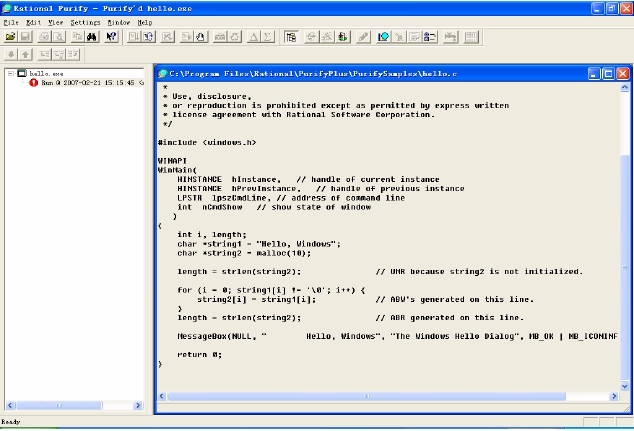 Rational Purify - Purify'd hello.exe
File Edit View Settings Window Help
hello.exe
Run @ 2007-02-21 15:15:45
C:\Program Files\Rational\PurifyPlus\PurifySamples\hello.c
*
* Use, disclosure,
* or reproduction is prohibited except as permitted by express written
* license agreement with Rational Software Corporation.
*/
#include <windows.h>
WINAPI
WinMain(
HINSTANCE hInstance, // handle of current instance
HINSTANCE hPrevInstance, // handle of previous instance
LPSTR lpszCmdLine, // address of command line
int nCmdShow // show state of window
)
{
int i, length;
char *string1 = "Hello, Windows";
char *string2 = malloc(10);
length = strlen(string2); // UMR because string2 is not initialized.
for (i = 0; string1[i] != '\0'; i++) {
string2[i] = string1[i]; // ABW's generated on this line.
}
length = strlen(string2); // ABR generated on this line.
MessageBox(NULL, " Hello, Windows", "The Windows Hello Dialog", MB_OK | MB_ICONINF
return 0;
}
Ready